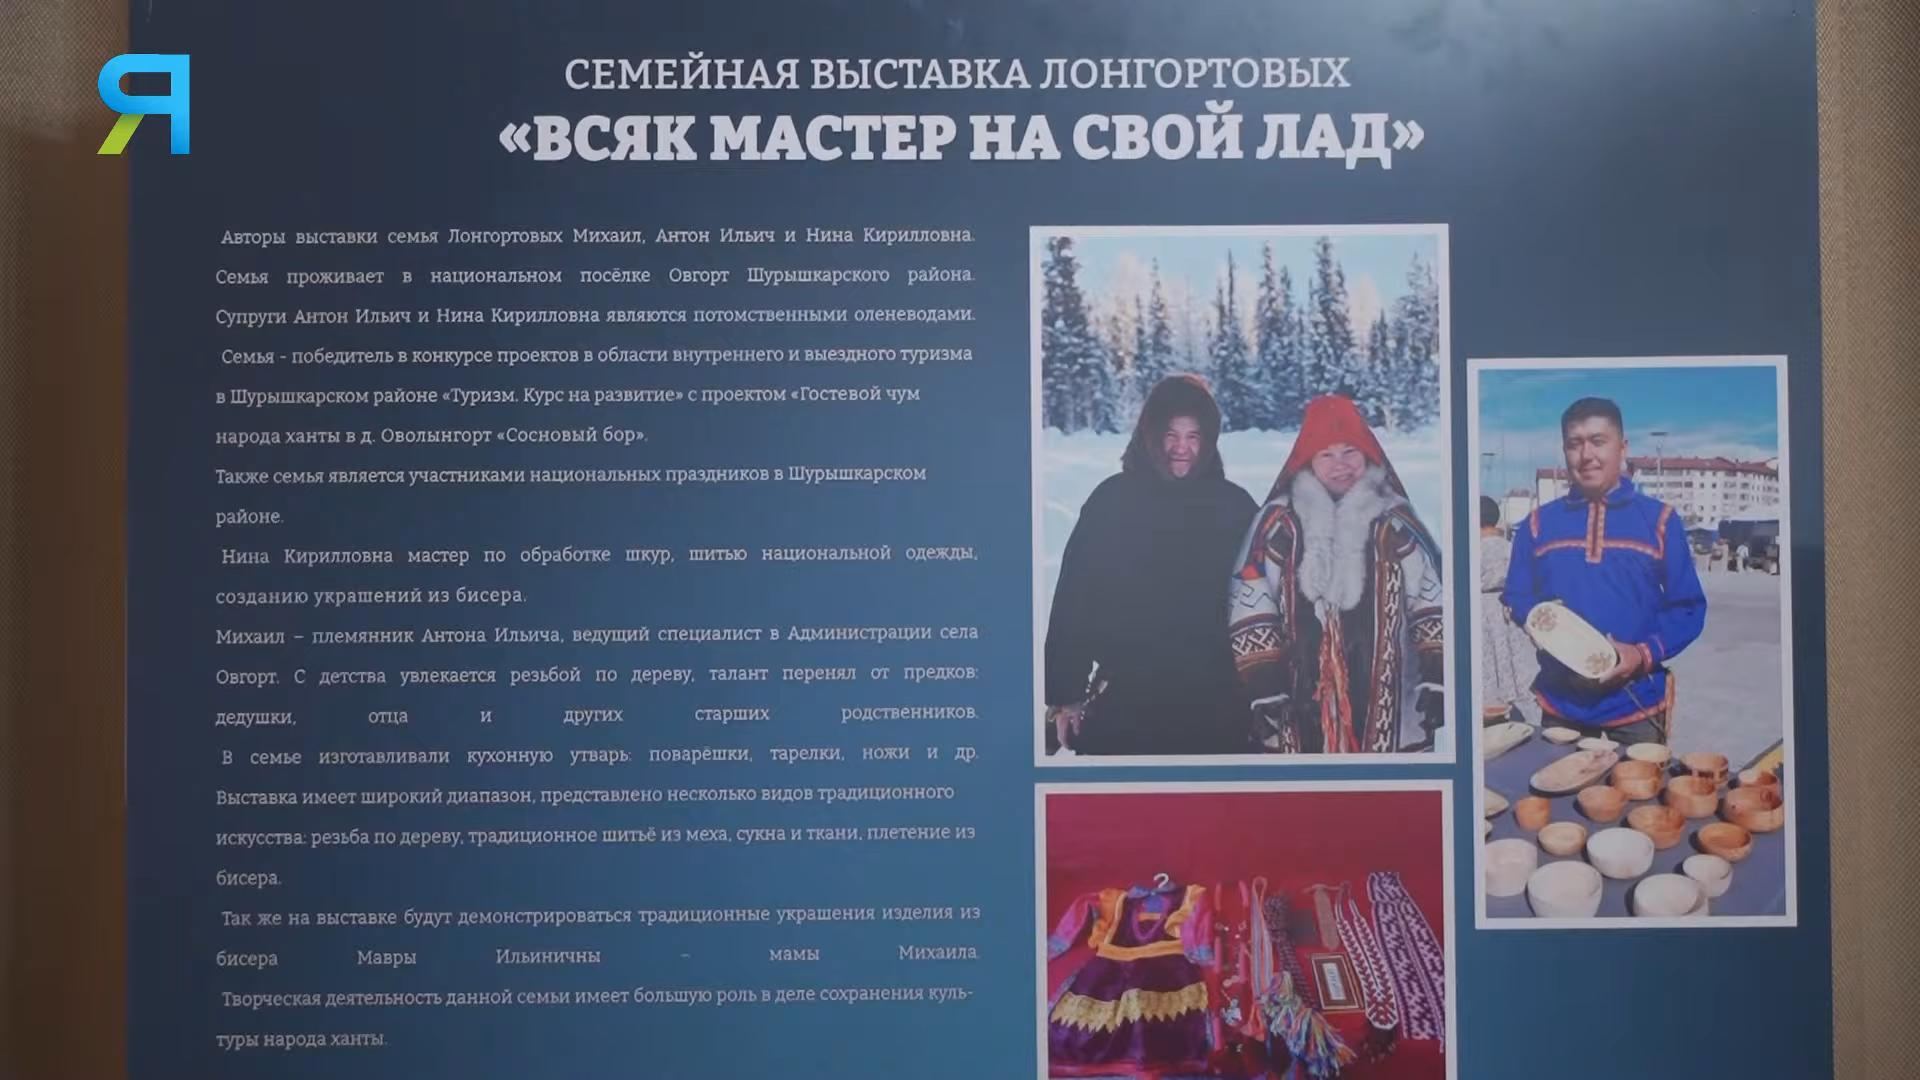 Я
СЕМЕЙНАЯ ВЫСТАВКА ЛОНГОРТОВЫХ
«ВСЯК МАСТЕР НА СВОЙ ЛАД»
Авторы выставки семья Лонгортовых Михаил, Антон Ильич и Нина Кирилловна.
Семья проживает в национальном посёлке Овгорт Шурышкарского района.
Супруги Антон Ильич и Нина Кирилловна являются потомственными оленеводами.
Семья - победитель в конкурсе проектов в области внутреннего и выездного туризма
в Шурышкарском районе «Туризм. Курс на развитие» с проектом «Гостевой чум
народа ханты в д. Оволынгорт «Сосновый бор».
Также семья является участниками национальных праздников в Шурышкарском
районе.
Нина Кирилловна мастер по обработке шкур, шитью национальной одежды,
созданию украшений из бисера.
Михаил – племянник Антона Ильича, ведущий специалист в Администрации села
Овгорт. С детства увлекается резьбой по дереву, талант перенял от предков:
дедушки, отца и других старших родственников.
В семье изготавливали кухонную утварь: поварёшки, тарелки, ножи и др.
Выставка имеет широкий диапазон, представлено несколько видов традиционного
искусства: резьба по дереву, традиционное шитьё из меха, сукна и ткани, плетение из
бисера.
Так же на выставке будут демонстрироваться традиционные украшения изделия из
бисера Мавры Ильиничны – мамы Михаила.
Творческая деятельность данной семьи имеет большую роль в деле сохранения куль-
туры народа ханты.